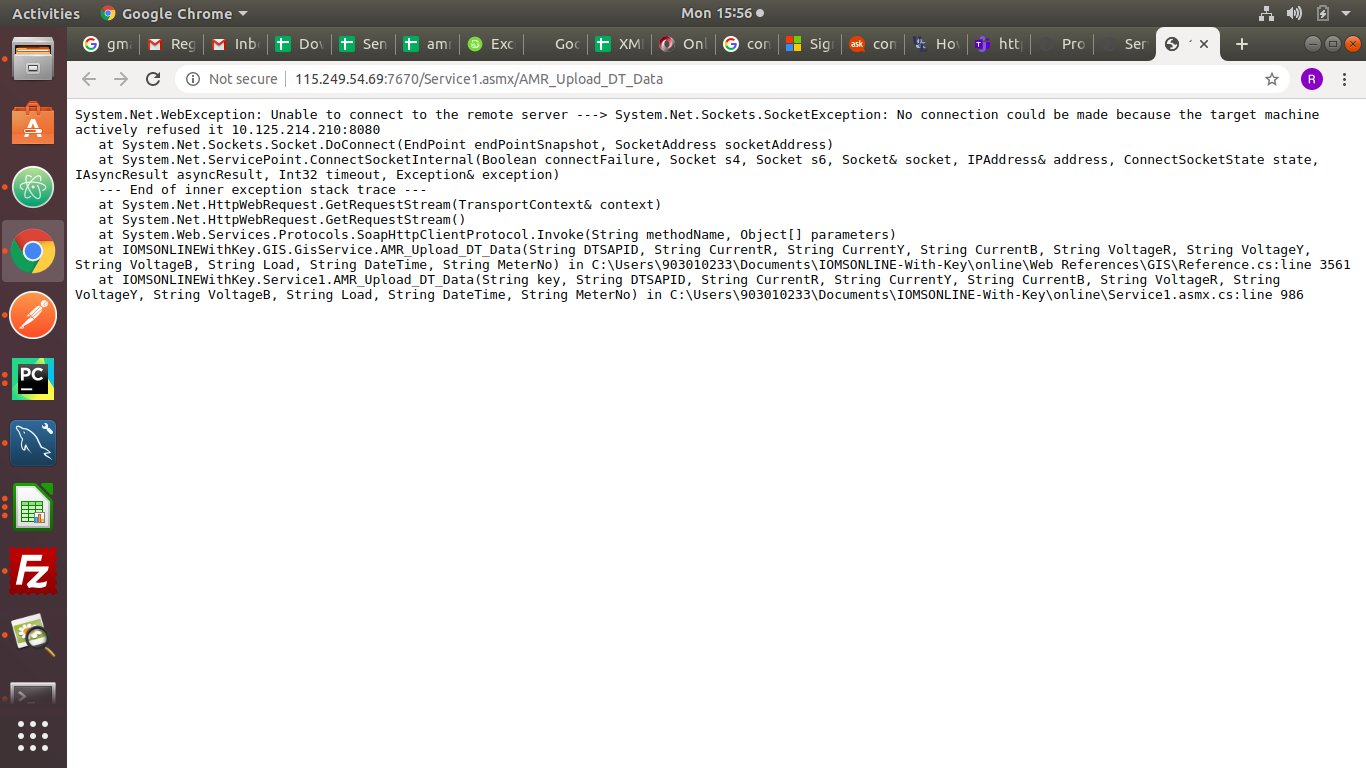 Activities Google Chrome Mon 15:56
gm Reg Inb Dov Sen am Exc Goo XMI Onl con Sigr ask con Hov http Pro Ser
Not secure 115.249.54.69:7670/Service1.asmx/AMR_Upload_DT_Data R
System.Net.WebException: Unable to connect to the remote server ---> System.Net.Sockets.SocketException: No connection could be made because the target machine
actively refused it 10.125.214.210:8080
at System.Net.Sockets.Socket.DoConnect(EndPoint endPointSnapshot, SocketAddress socketAddress)
at System.Net.ServicePoint.ConnectSocketInternal(Boolean connectFailure, Socket s4, Socket s6, Socket& socket, IPAddress& address, ConnectSocketState state,
IAsyncResult asyncResult, Int32 timeout, Exception& exception)
--- End of inner exception stack trace ---
at System.Net.HttpWebRequest.GetRequestStream(TransportContext& context)
at System.Net.HttpWebRequest.GetRequestStream()
at System.Web.Services.Protocols.SoapHttpClientProtocol.Invoke(String methodName, Object[] parameters)
at IOMSONLINEWithKey.GIS.GisService.AMR_Upload_DT_Data(String DTSAPID, String CurrentR, String CurrentY, String CurrentB, String VoltageR, String VoltageY,
String VoltageB, String Load, String DateTime, String MeterNo) in C:\Users\903010233\Documents\IOMSONLINE-With-Key\online\Web References\GIS\Reference.cs:line 3561
at IOMSONLINEWithKey.Service1.AMR_Upload_DT_Data(String key, String DTSAPID, String CurrentR, String CurrentY, String CurrentB, String VoltageR, String
VoltageY, String VoltageB, String Load, String DateTime, String MeterNo) in C:\Users\903010233\Documents\IOMSONLINE-With-Key\online\Service1.asmx.cs:line 986
PC
Fz